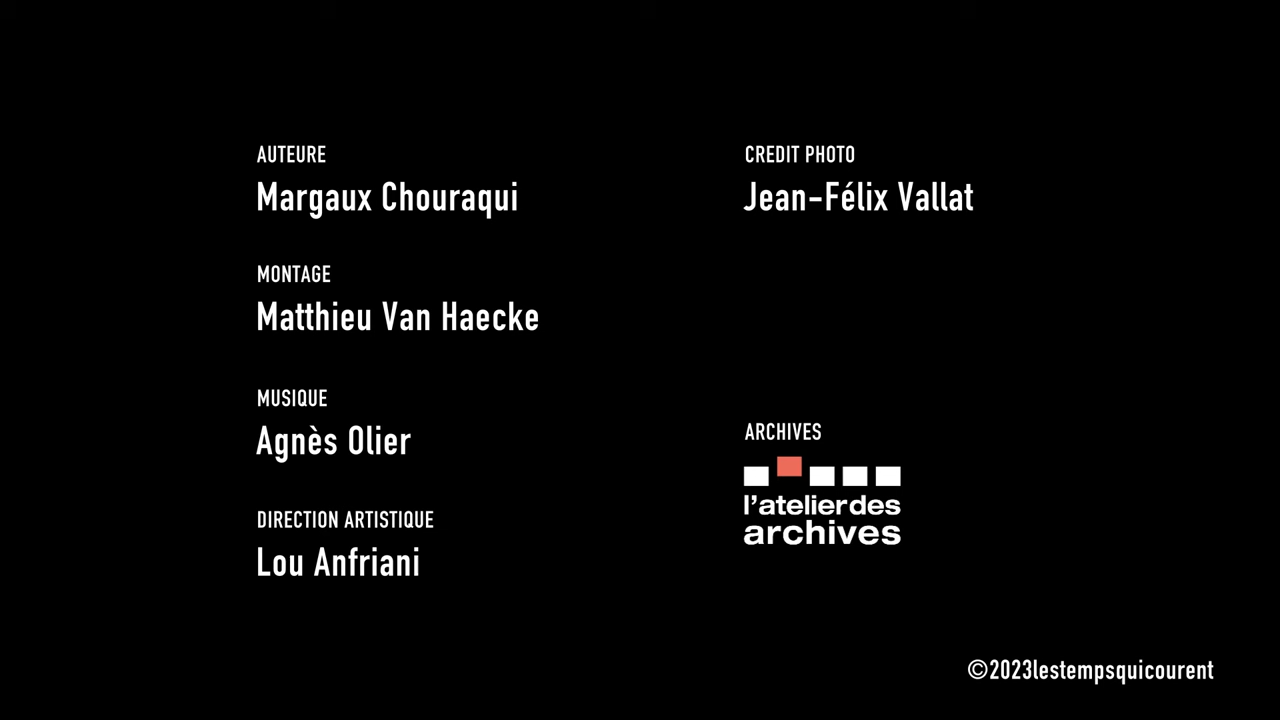 AUTEURE
Margaux Chouraqui
MONTAGE
Matthieu Van Haecke
MUSIQUE
Agnès Olier
DIRECTION ARTISTIQUE
Lou Anfriani
CREDIT PHOTO
Jean-Félix Vallat
ARCHIVES
l'atelierdes
archives
©2023lestempsquicourent